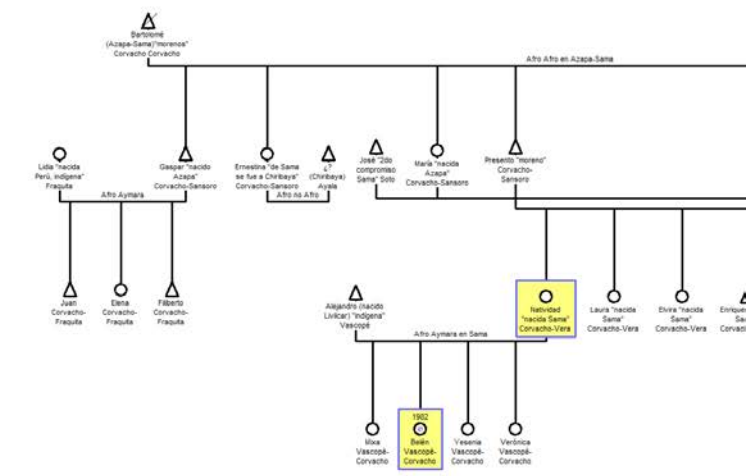 Bartolomé
(Azapa-Sama)"morenos"
Corvacho Corvacho
Afro Afro en Azapa-Sama
Lidia "nacida
Perú, indígena"
Fraquita
Gaspar "nacido
Azapa"
Corvacho-Sansoro
Ernestina "de Sama
se fue a Chiribaya"
Corvacho-Sansoro
¿?
(Chiribaya)
Ayala
José "2do
compromiso
Sama" Soto
María "nacida
Azapa"
Corvacho-Sansoro
Preserito "moreno"
Corvacho-
Sansoro
Afro Aymara
Afro no Afro
Juan
Corvacho-
Fraquita
Elena
Corvacho-
Fraquita
Filiberto
Corvacho-
Fraquita
Alejandro (nacido
Livilcar) "indígena"
Vascopé
Natividad
"nacida Sama"
Corvacho-Vera
Laura "nacida
Sama"
Corvacho-Vera
Elvira "nacida
Sama"
Corvacho-Vera
Enrique
Sa
Corvac
Afro Aymara en Sama
Mixa
Vascopé-
Corvacho
1982
Belén
Vascopé-
Corvacho
Yesenia
Vascopé-
Corvacho
Verónica
Vascopé-
Corvacho